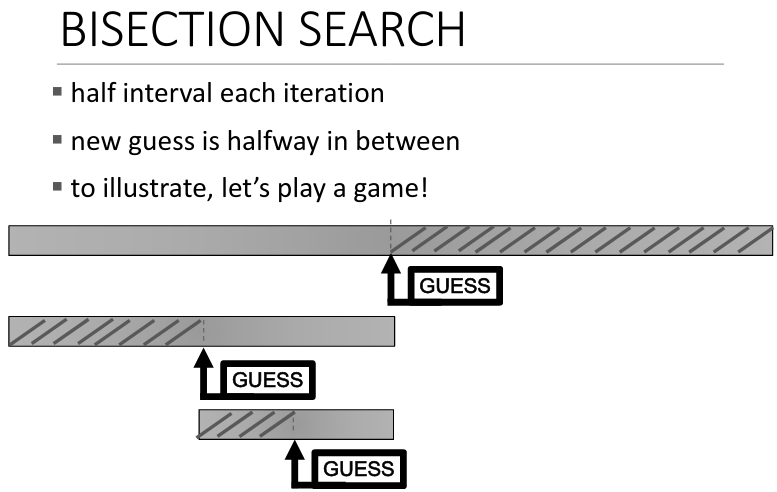 BISECTION SEARCH
▪ half interval each iteration
▪ new guess is halfway in between
▪ to illustrate, let’s play a game!
GUESS
GUESS
GUESS